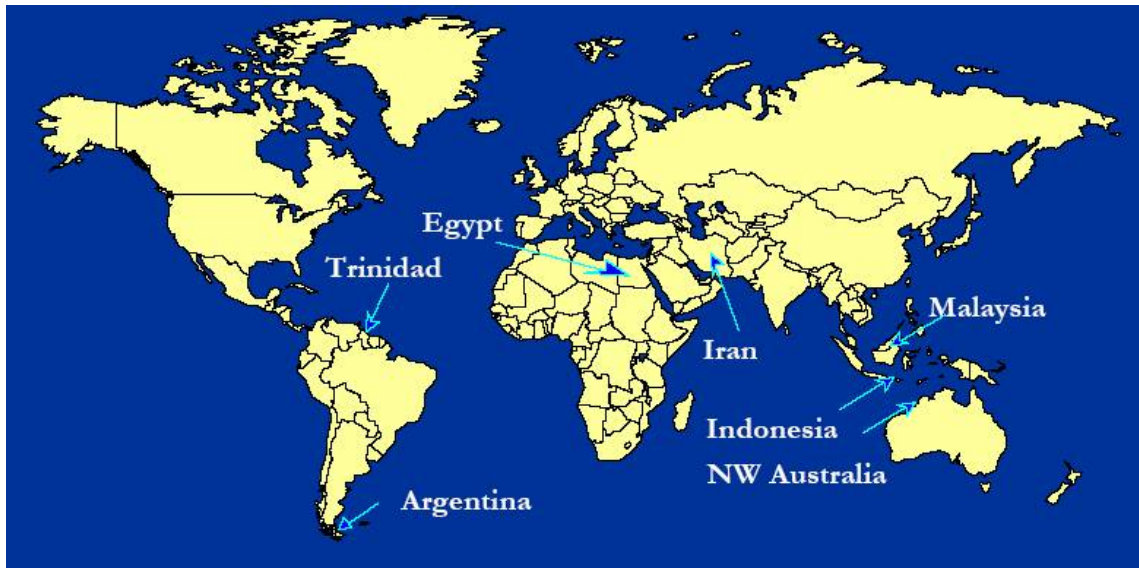 Egypt
Trinidad
Malaysia
Iran
Indonesia
NW Australia
Argentina